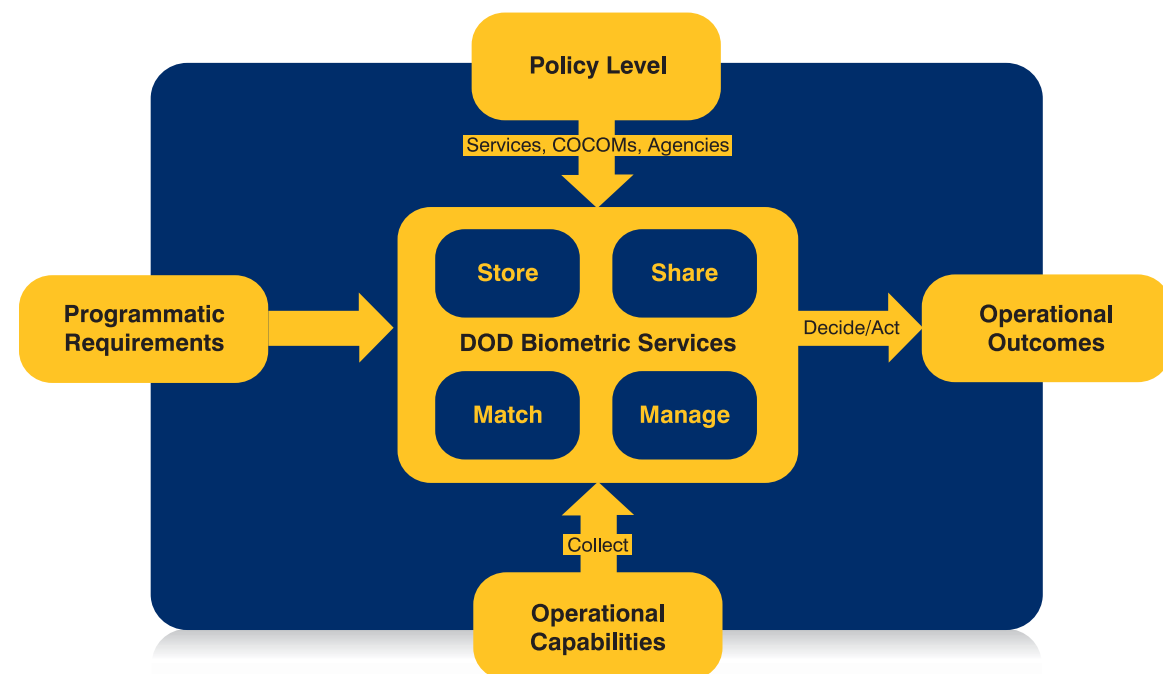 Policy Level
Services, COCOMs, Agencies
Store
Share
Programmatic
Requirements
DOD Biometric Services
Decide/Act
Operational
Outcomes
Match
Manage
Collect
Operational
Capabilities